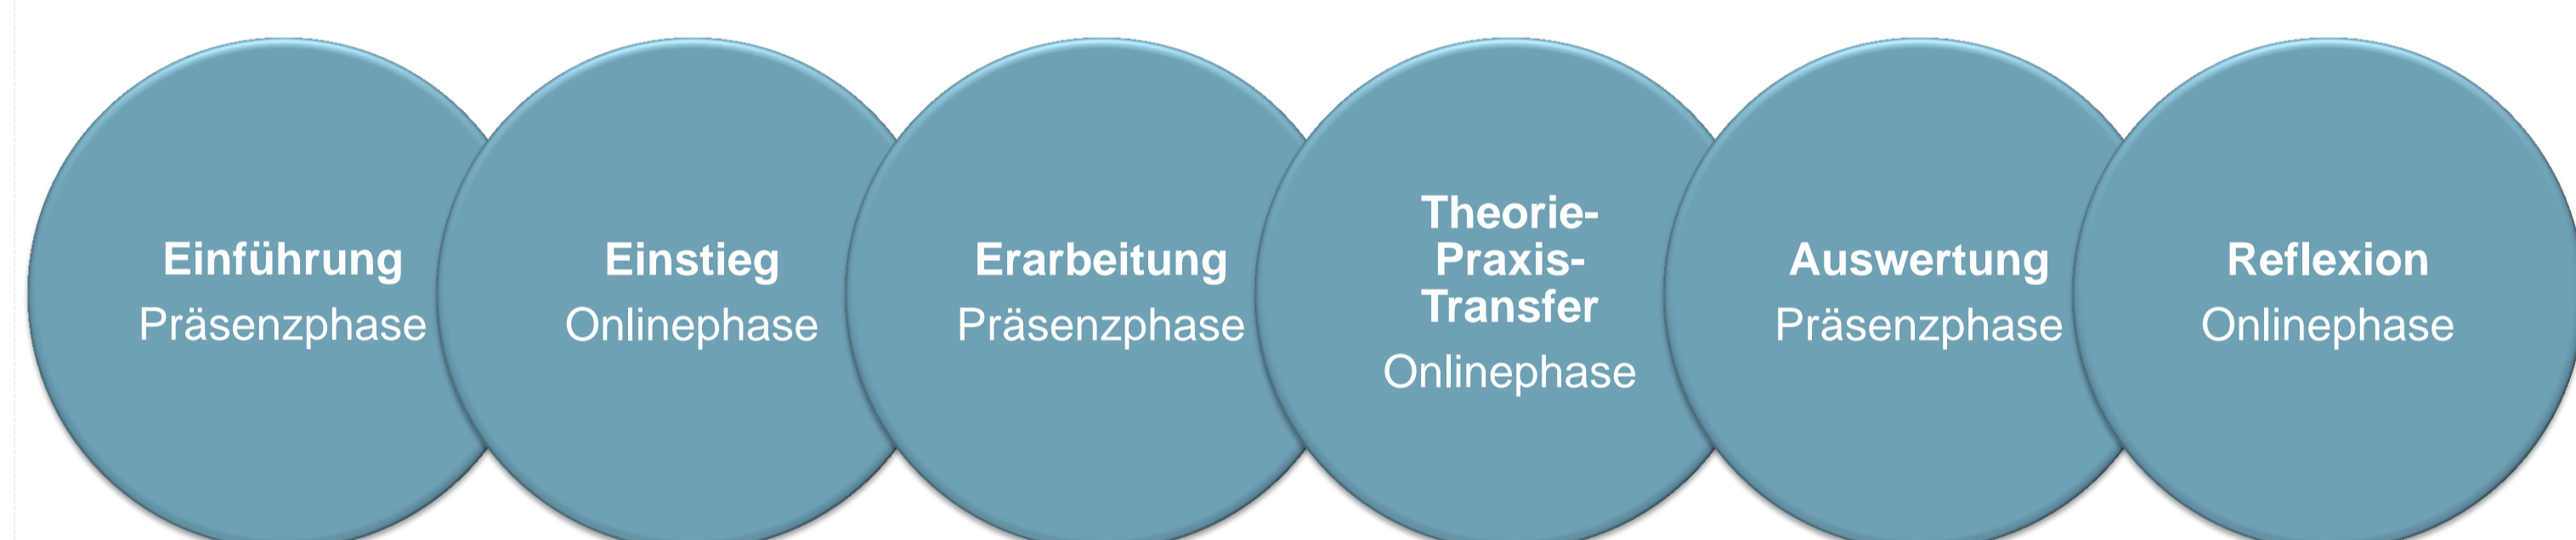 Einführung
Präsenzphase
Einstieg
Onlinephase
Erarbeitung
Präsenzphase
Theorie-
Praxis-
Transfer
Onlinephase
Auswertung
Präsenzphase
Reflexion
Onlinephase